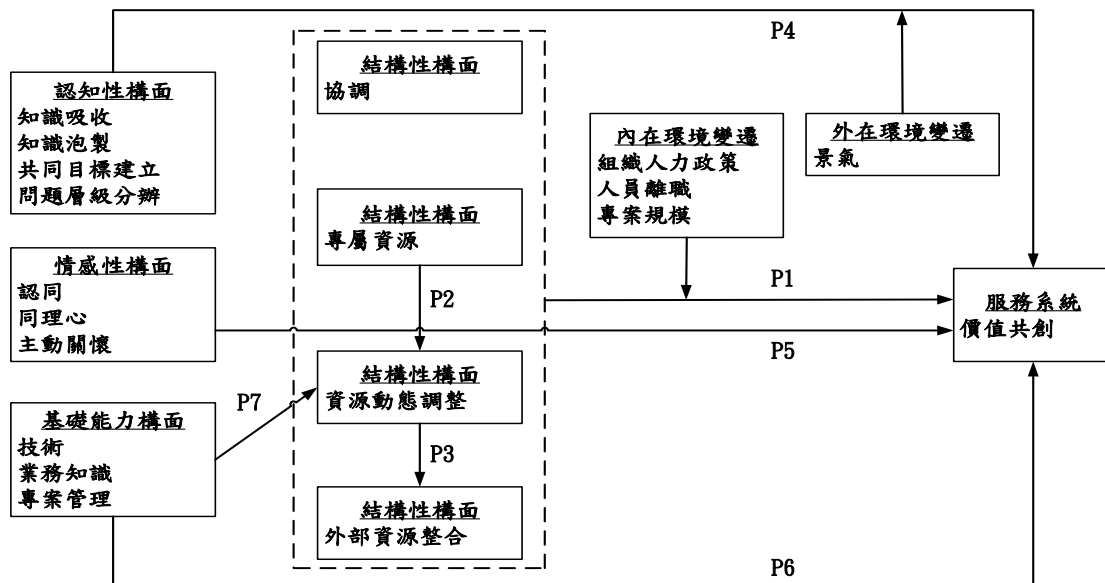 P4
認知性構面
知識吸收
知識泡製
共同目標建立
問題層級分辦
結構性構面
協調
內在環境變遷
組織人力政策
人員離職
專案規模
外在環境變遷
景氣
結構性構面
專屬資源
情感性構面
認同
同理心
主動關懷
P2
P1
P5
服務系統
價值共創
結構性構面
資源動態調整
P7
基礎能力構面
技術
業務知識
專案管理
P3
結構性構面
外部資源整合
P6